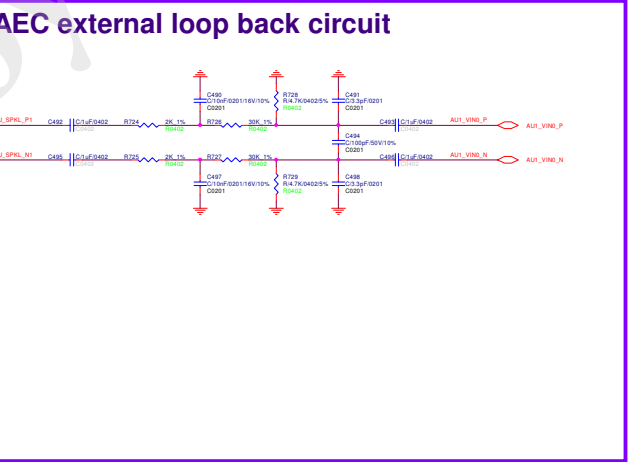 AEC external loop back circuit
C490
C/10nF/0201/16V/10%
C0201
R728
R/4.7K/0402/5%
R0402
C491
C/3.3pF/0201
C0201
U_SPKL_P1
C492
C/1uF/0402
C0402
R724
2K_1%
R0402
R726
30K_1%
R0402
C493
C/1uF/0402
C0402
AU1_VIN0_P
AU1_VIN0_P
C494
C/100pF/50V/10%
C0201
U_SPKL_N1
C495
C/1uF/0402
C0402
R725
2K_1%
R0402
R727
30K_1%
R0402
C496
C/1uF/0402
C0402
AU1_VIN0_N
AU1_VIN0_N
C497
C/10nF/0201/16V/10%
C0201
R729
R/4.7K/0402/5%
R0402
C498
C/3.3pF/0201
C0201